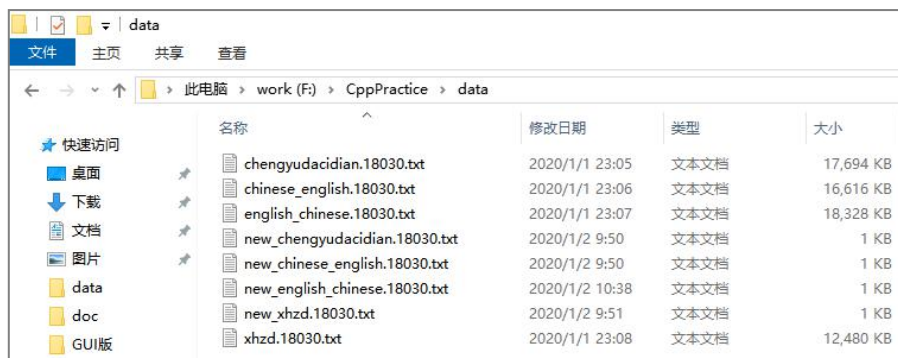 data
文件 主页 共享 查看
此电脑 › work (F:) › CppPractice › data
名称 修改日期 类型 大小
快速访问
桌面
下载
文档
图片
data
doc
GUI版
chengyudacidian.18030.txt 2020/1/1 23:05 文本文档 17,694 KB
chinese_english.18030.txt 2020/1/1 23:06 文本文档 16,616 KB
english_chinese.18030.txt 2020/1/1 23:07 文本文档 18,328 KB
new_chengyudacidian.18030.txt 2020/1/2 9:50 文本文档 1 KB
new_chinese_english.18030.txt 2020/1/2 9:50 文本文档 1 KB
new_english_chinese.18030.txt 2020/1/2 10:38 文本文档 1 KB
new_xhzd.18030.txt 2020/1/2 9:51 文本文档 1 KB
xhzd.18030.txt 2020/1/1 23:08 文本文档 12,480 KB